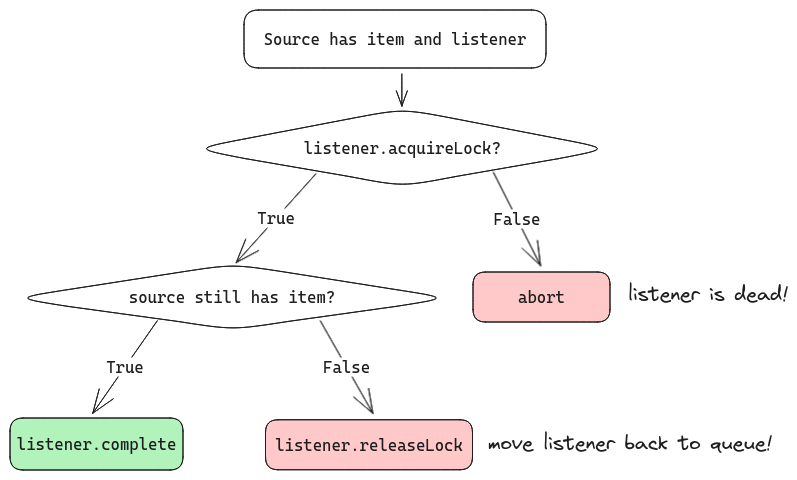 Source has item and listener
listener.acquireLock?
True
False
source still has item?
abort
listener is dead!
True
False
listener.complete
listener.releaseLock
move listener back to queue!